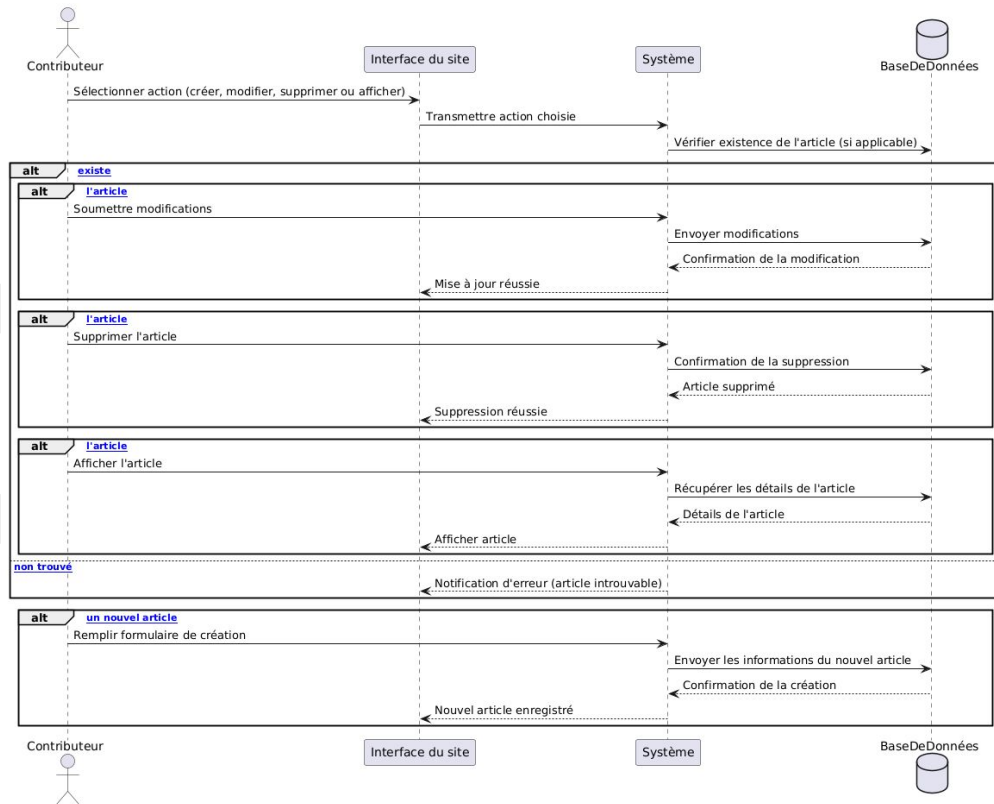 Contributeur
Interface du site
Système
BaseDeDonnées
Sélectionner action (créer, modifier, supprimer ou afficher)
Transmettre action choisie
Vérifier existence de l'article (si applicable)
alt existe
alt l'article
Soumettre modifications
Envoyer modifications
Confirmation de la modification
Mise à jour réussie
alt l'article
Supprimer l'article
Confirmation de la suppression
Article supprimé
Suppression réussie
alt l'article
Afficher l'article
Récupérer les détails de l'article
Détails de l'article
Afficher article
non trouvé
Notification d'erreur (article introuvable)
alt un nouvel article
Remplir formulaire de création
Envoyer les informations du nouvel article
Confirmation de la création
Nouvel article enregistré
Contributeur
Interface du site
Système
BaseDeDonnées